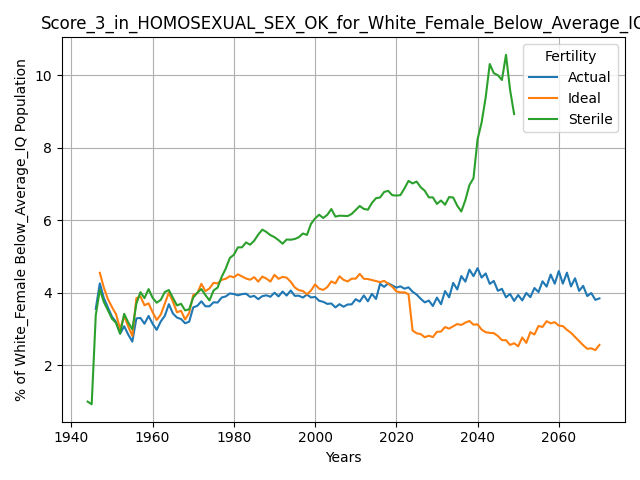 Score_3_in_HOMOSEXUAL_SEX_OK_for_White_Female_Below_Average_IQ
% of White_Female Below_Average_IQ Population
10
8
6
4
2
Fertility
Actual
Ideal
Sterile
1940 1960 1980 2000 2020 2040 2060
Years